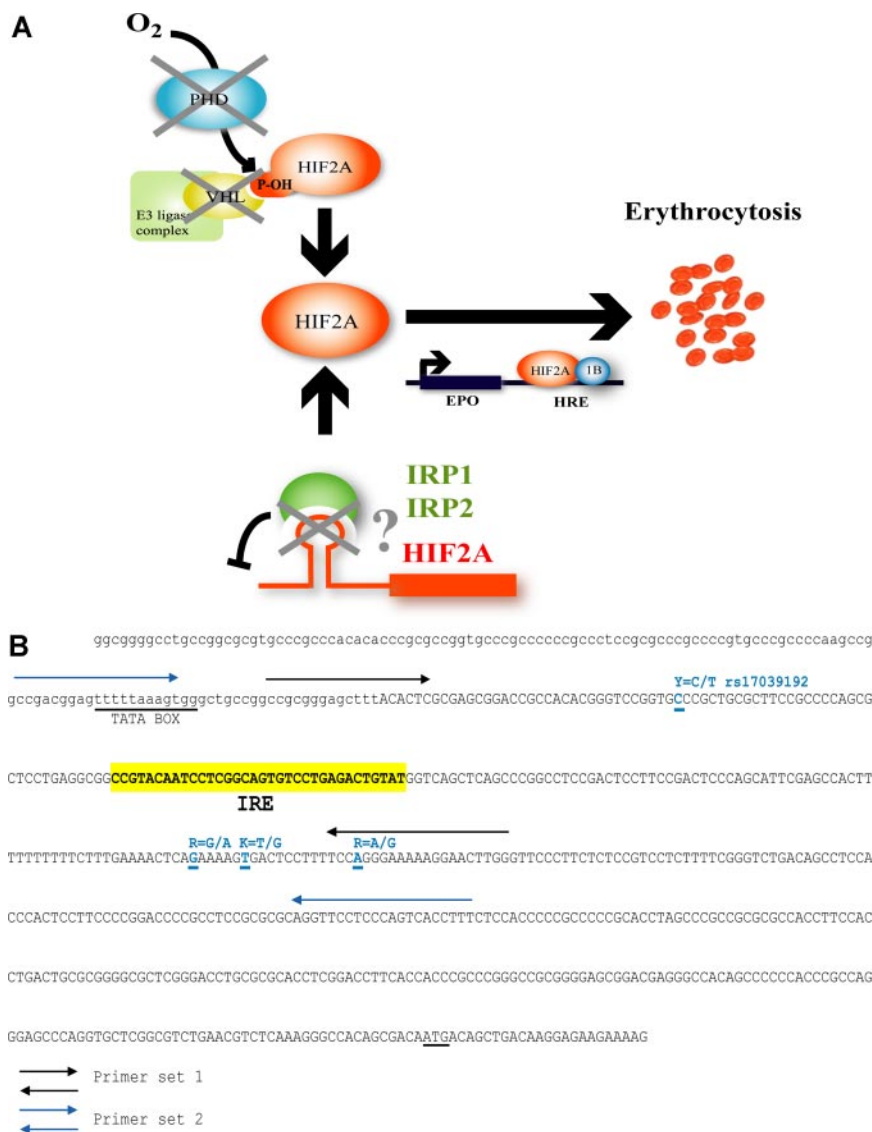 A
O2
PHD
HIF2A
P-OH
VHL
E3 ligase
complex
Erythrocytosis
HIF2A
HIF2A
1B
EPO
HRE
IRP1
IRP2
?
HIF2A
B
ggcggggcctgccggcgcgtgcccgcccacacacccgcgccggtgcccgcccccccgccctccgcgcccgccccgtgcccgccccaagccg
Y=C/T rs17039192
gccgacggagtttttaaagtgggctgccggccgcgggagctttACACTCGCGAGCGGACCGCCACACGGGTCCGGTGCCCGCTGCGCTTCCGCCCCAGCG
TATA BOX
CTCCTGAGGCGGCCGTACAATCCTCGGCAGTGTCCTGAGACTGTATGGTCAGCTCAGCCCGGCCTCCGACTCCTTCCGACTCCCAGCATTCGAGCCACTT
IRE
R=G/A K=T/G R=A/G
TTTTTTTTCTTTGAAAACTCAGAAAAGTGACTCCTTTTCCAGGGAAAAAGGAACTTGGGTTCCCTTCTCTCCGTCCTCTTTTCGGGTCTGACAGCCTCCA
CCCACTCCTTCCCCGGACCCCGCCTCCGCGCGCAGGTTCCTCCCAGTCACCTTTCTCCACCCCCGCCCCCGCACCTAGCCCGCCGCGCGCCACCTTCCAC
CTGACTGCGCGGGGCGCTCGGGACCTGCGCGCACCTCGGACCTTCACCACCCGCCCGGGCCGCGGGGAGCGGACGAGGGCCACAGCCCCCCACCCGCCAG
GGAGCCCAGGTGCTCGGCGTCTGAACGTCTCAAAGGGCCACAGCGACAATGACAGCTGACAAGGAGAAGAAAAG
Primer set 1
Primer set 2